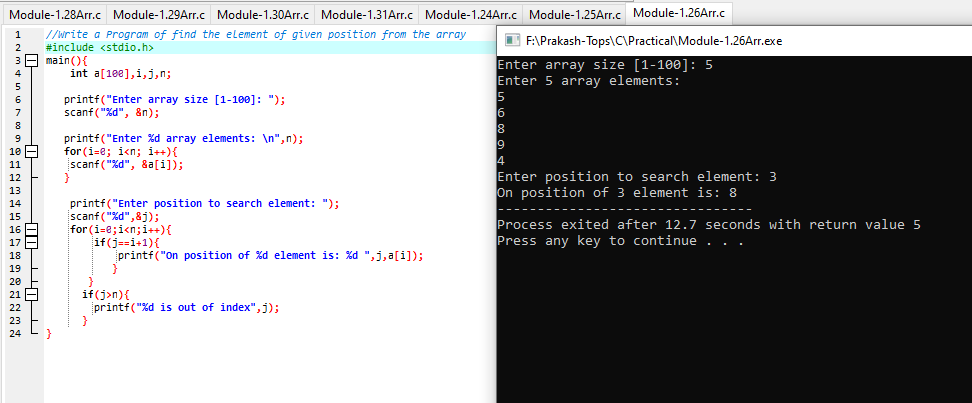 Module-1.28Arr.c Module-1.29Arr.c Module-1.30Arr.c Module-1.31Arr.c Module-1.24Arr.c Module-1.25Arr.c Module-1.26Arr.c
1 //Write a Program of find the eLement of given position from the array
2 #include <stdio.h>
3 main(){
4 int a[100],i,j,n;
5
6 printf("Enter array size [1-100]: ");
7 scanf("%d", &n);
8
9 printf("Enter %d array elements: \n",n);
10 for(i=0; i<n; i++){
11 scanf("%d", &a[i]);
12 }
13
14 printf("Enter position to search element: ");
15 scanf("%d",&j);
16 for(i=0;i<n;i++){
17 if(j==i+1){
18 printf("On position of %d element is: %d ",j,a[i]);
19 }
20 }
21 if(j>n){
22 printf("%d is out of index",j);
23 }
24 }
F:\Prakash-Tops\C\Practical\Module-1.26Arr.exe
Enter array size [1-100]: 5
Enter 5 array elements:
5
6
8
9
4
Enter position to search element: 3
On position of 3 element is: 8
--------------------------------
Process exited after 12.7 seconds with return value 5
Press any key to continue . . .